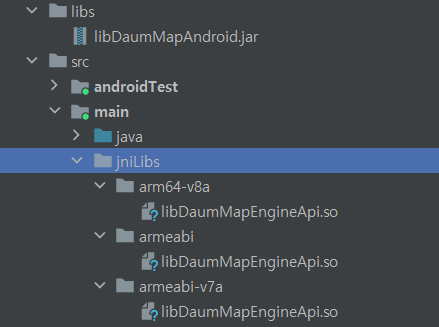 libs
libDaumMapAndroid.jar
src
androidTest
main
java
jniLibs
arm64-v8a
libDaumMapEngineApi.so
armeabi
libDaumMapEngineApi.so
armeabi-v7a
libDaumMapEngineApi.so